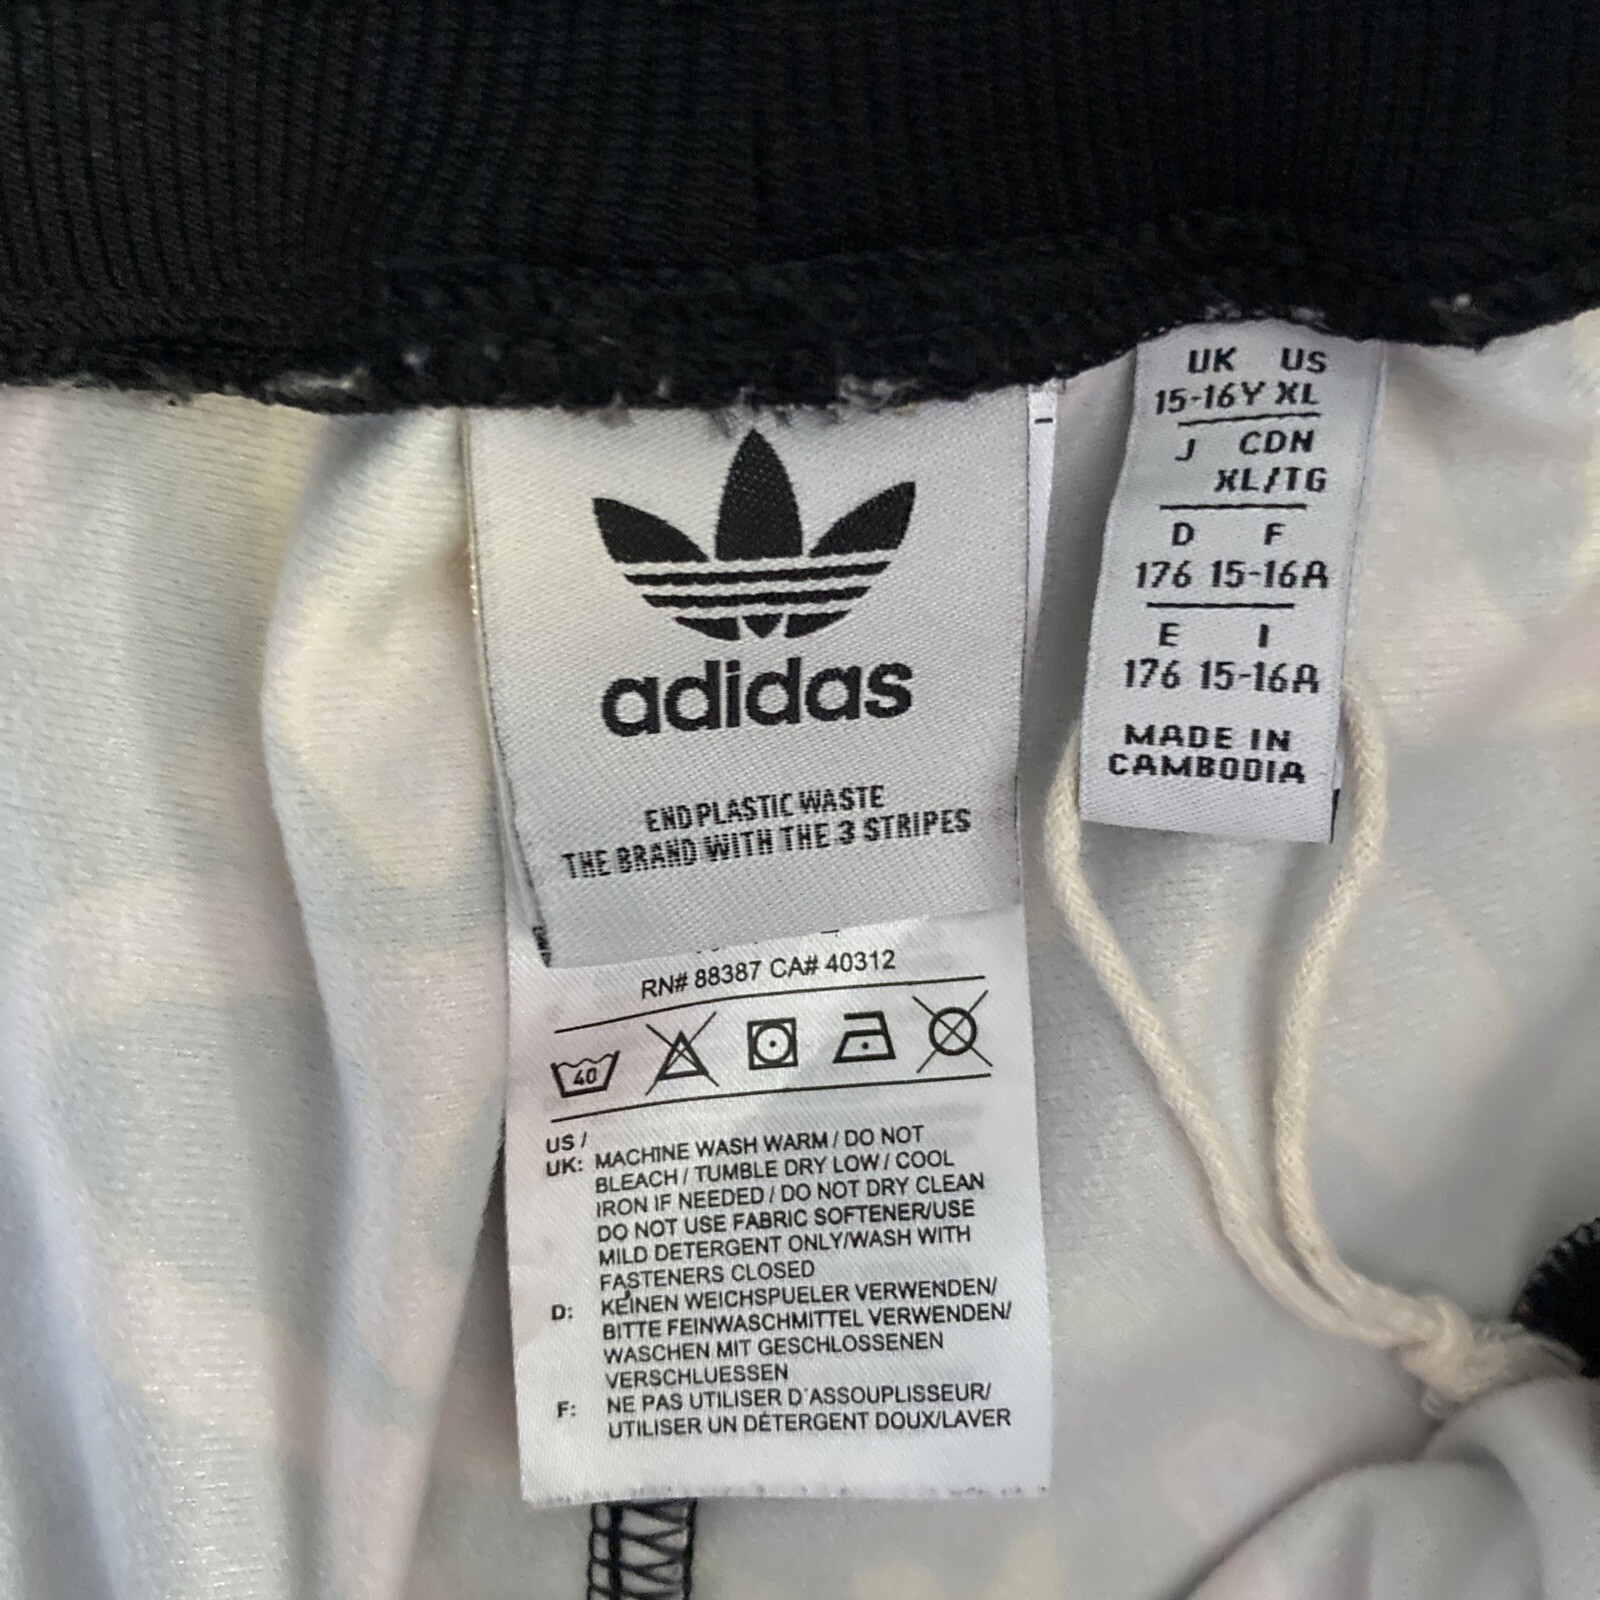 adidas
END PLASTIC WASTE
THE BRAND WITH THE 3 STRIPES
RN# 88387 CA# 40312
40
US /
UK: MACHINE WASH WARM / DO NOT
BLEACH / TUMBLE DRY LOW / COOL
IRON IF NEEDED / DO NOT DRY CLEAN
DO NOT USE FABRIC SOFTENER/USE
MILD DETERGENT ONLY/WASH WITH
FASTENERS CLOSED
D: KEINEN WEICHSPUELER VERWENDEN/
BITTE FEINWASCHMITTEL VERWENDEN/
WASCHEN MIT GESCHLOSSENEN
VERSCHLUESSEN
F: NE PAS UTILISER D'ASSOUPLISSEUR/
UTILISER UN DÉTERGENT DOUX/LAVER
UK US
15-16Y XL
J CDN
XL/TG
D F
176 15-16A
E I
176 15-16A
MADE IN
CAMBODIA